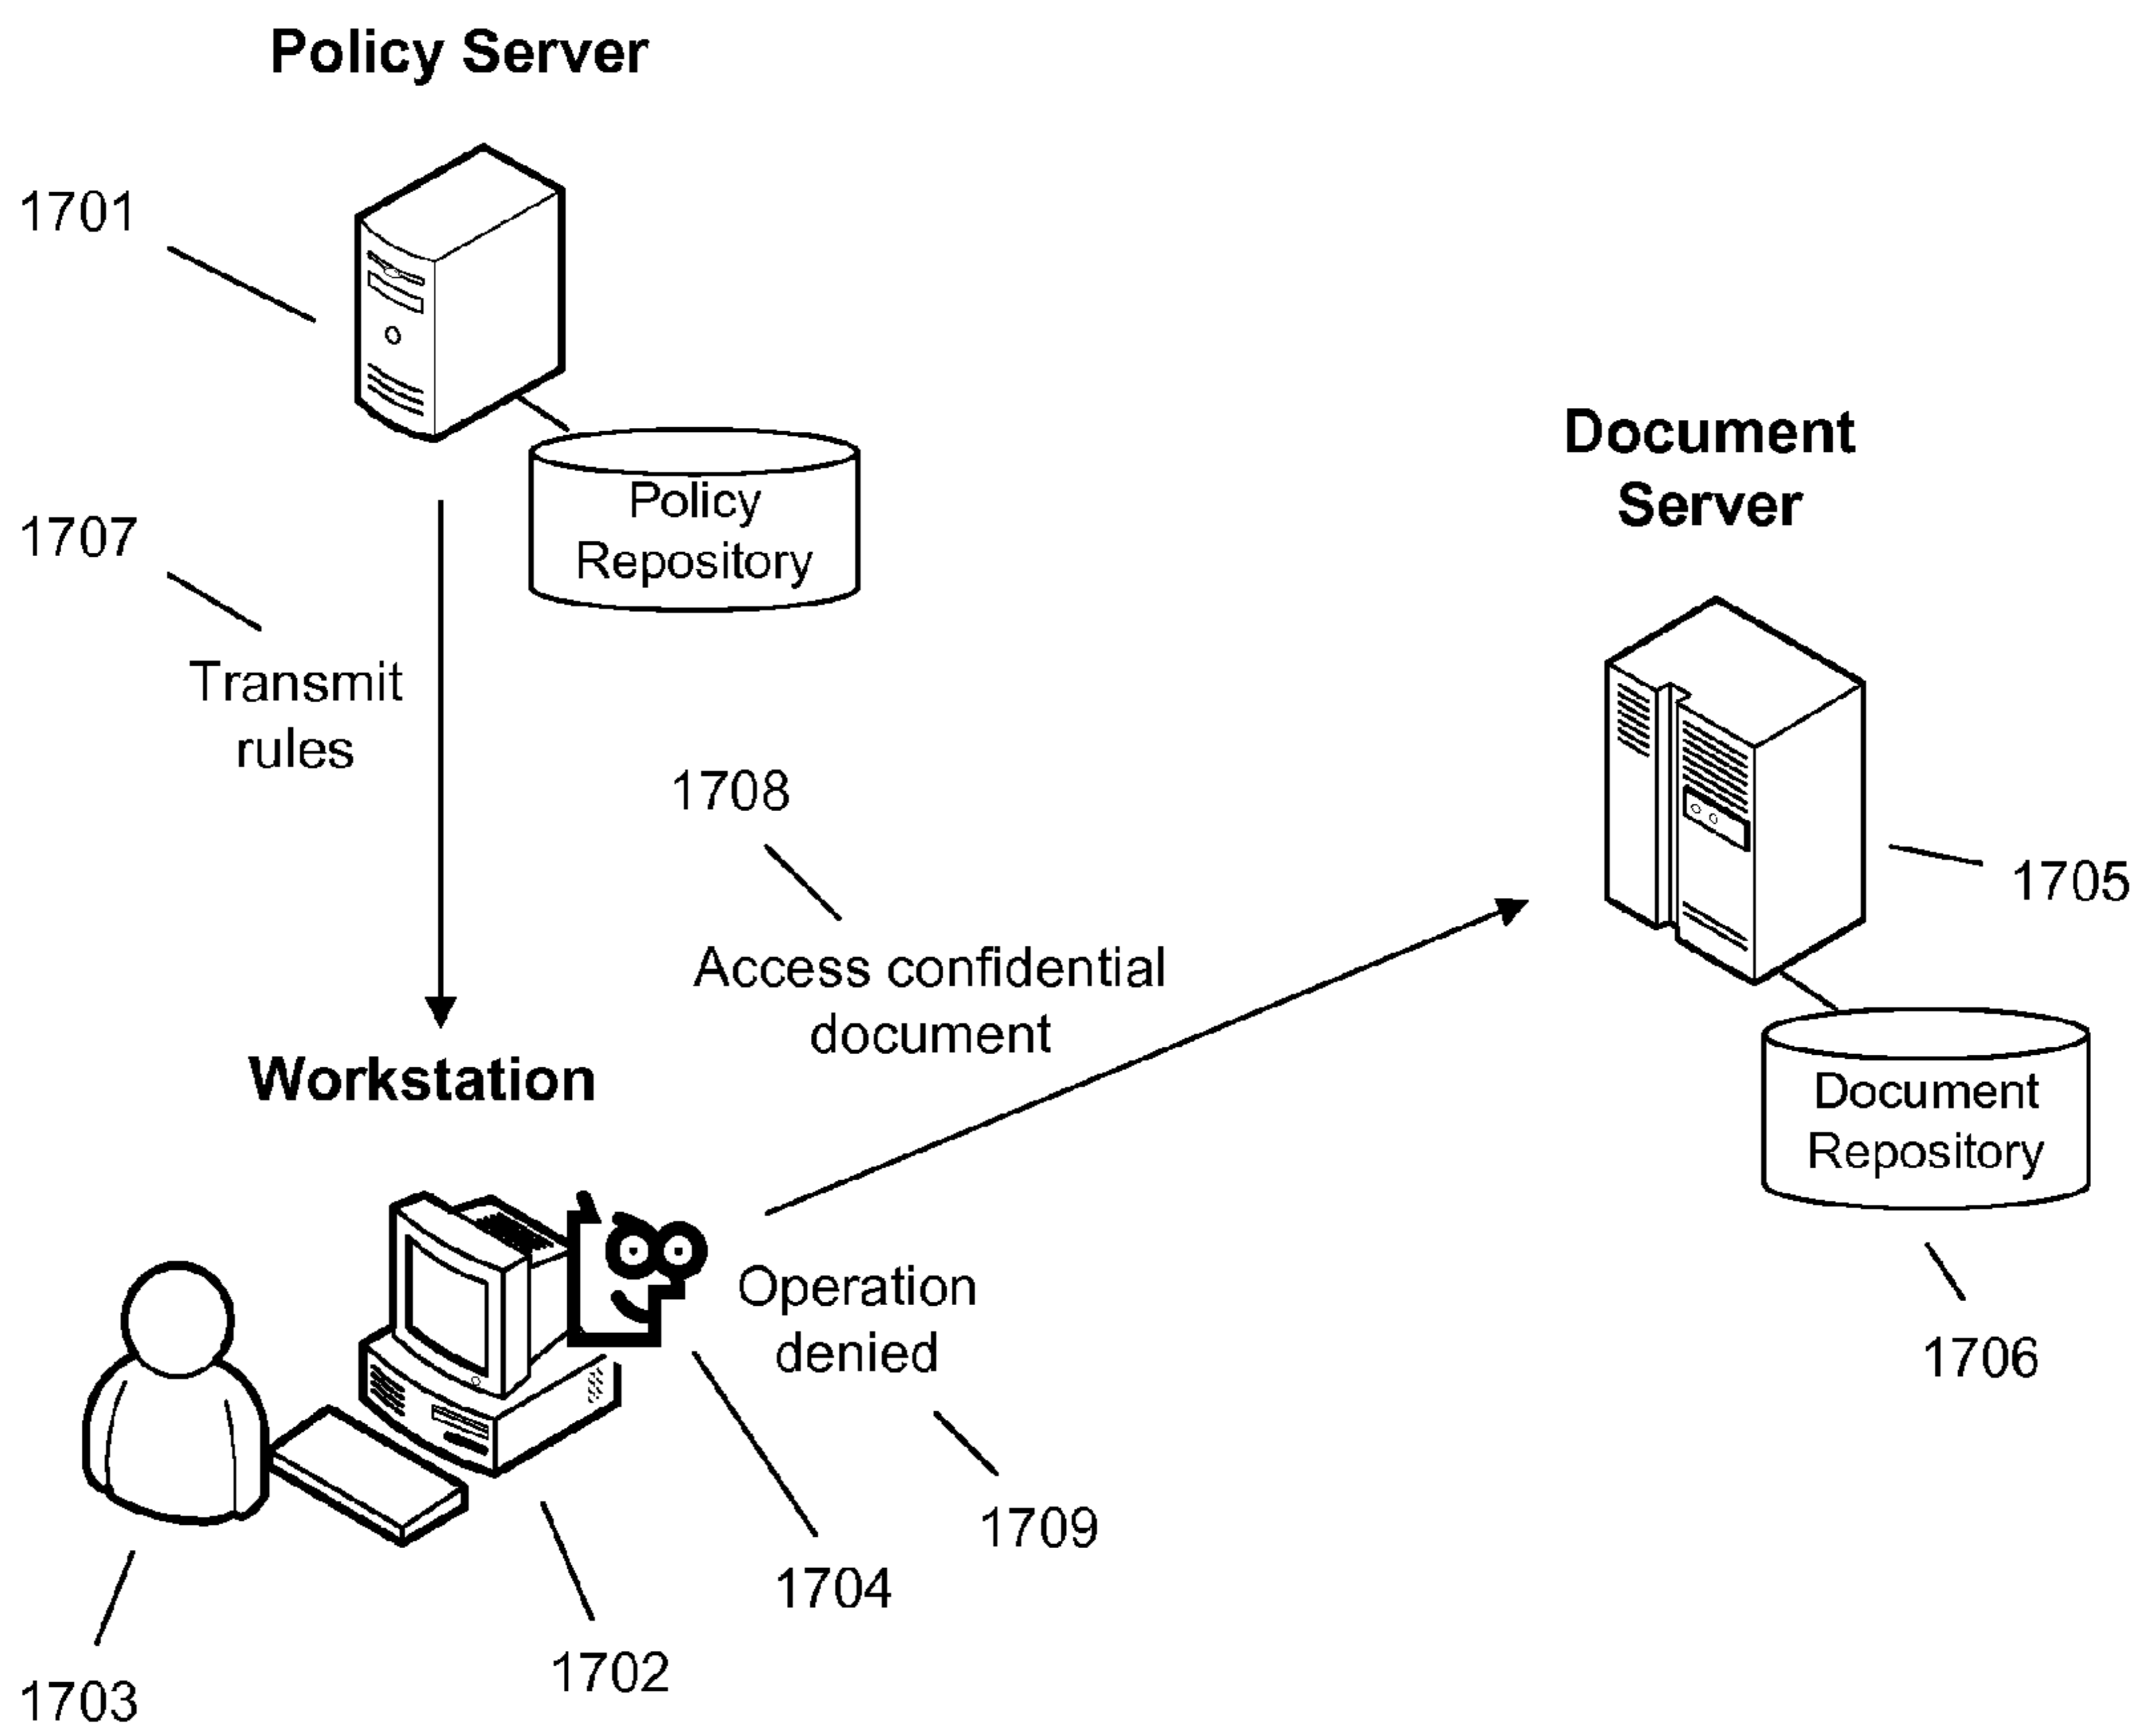 Policy Server
1701
Policy
Repository
1707
Transmit
rules
Document
Server
1708
1705
Access confidential
document
Workstation
Document
Repository
Operation
denied
1706
1709
1704
1702
1703